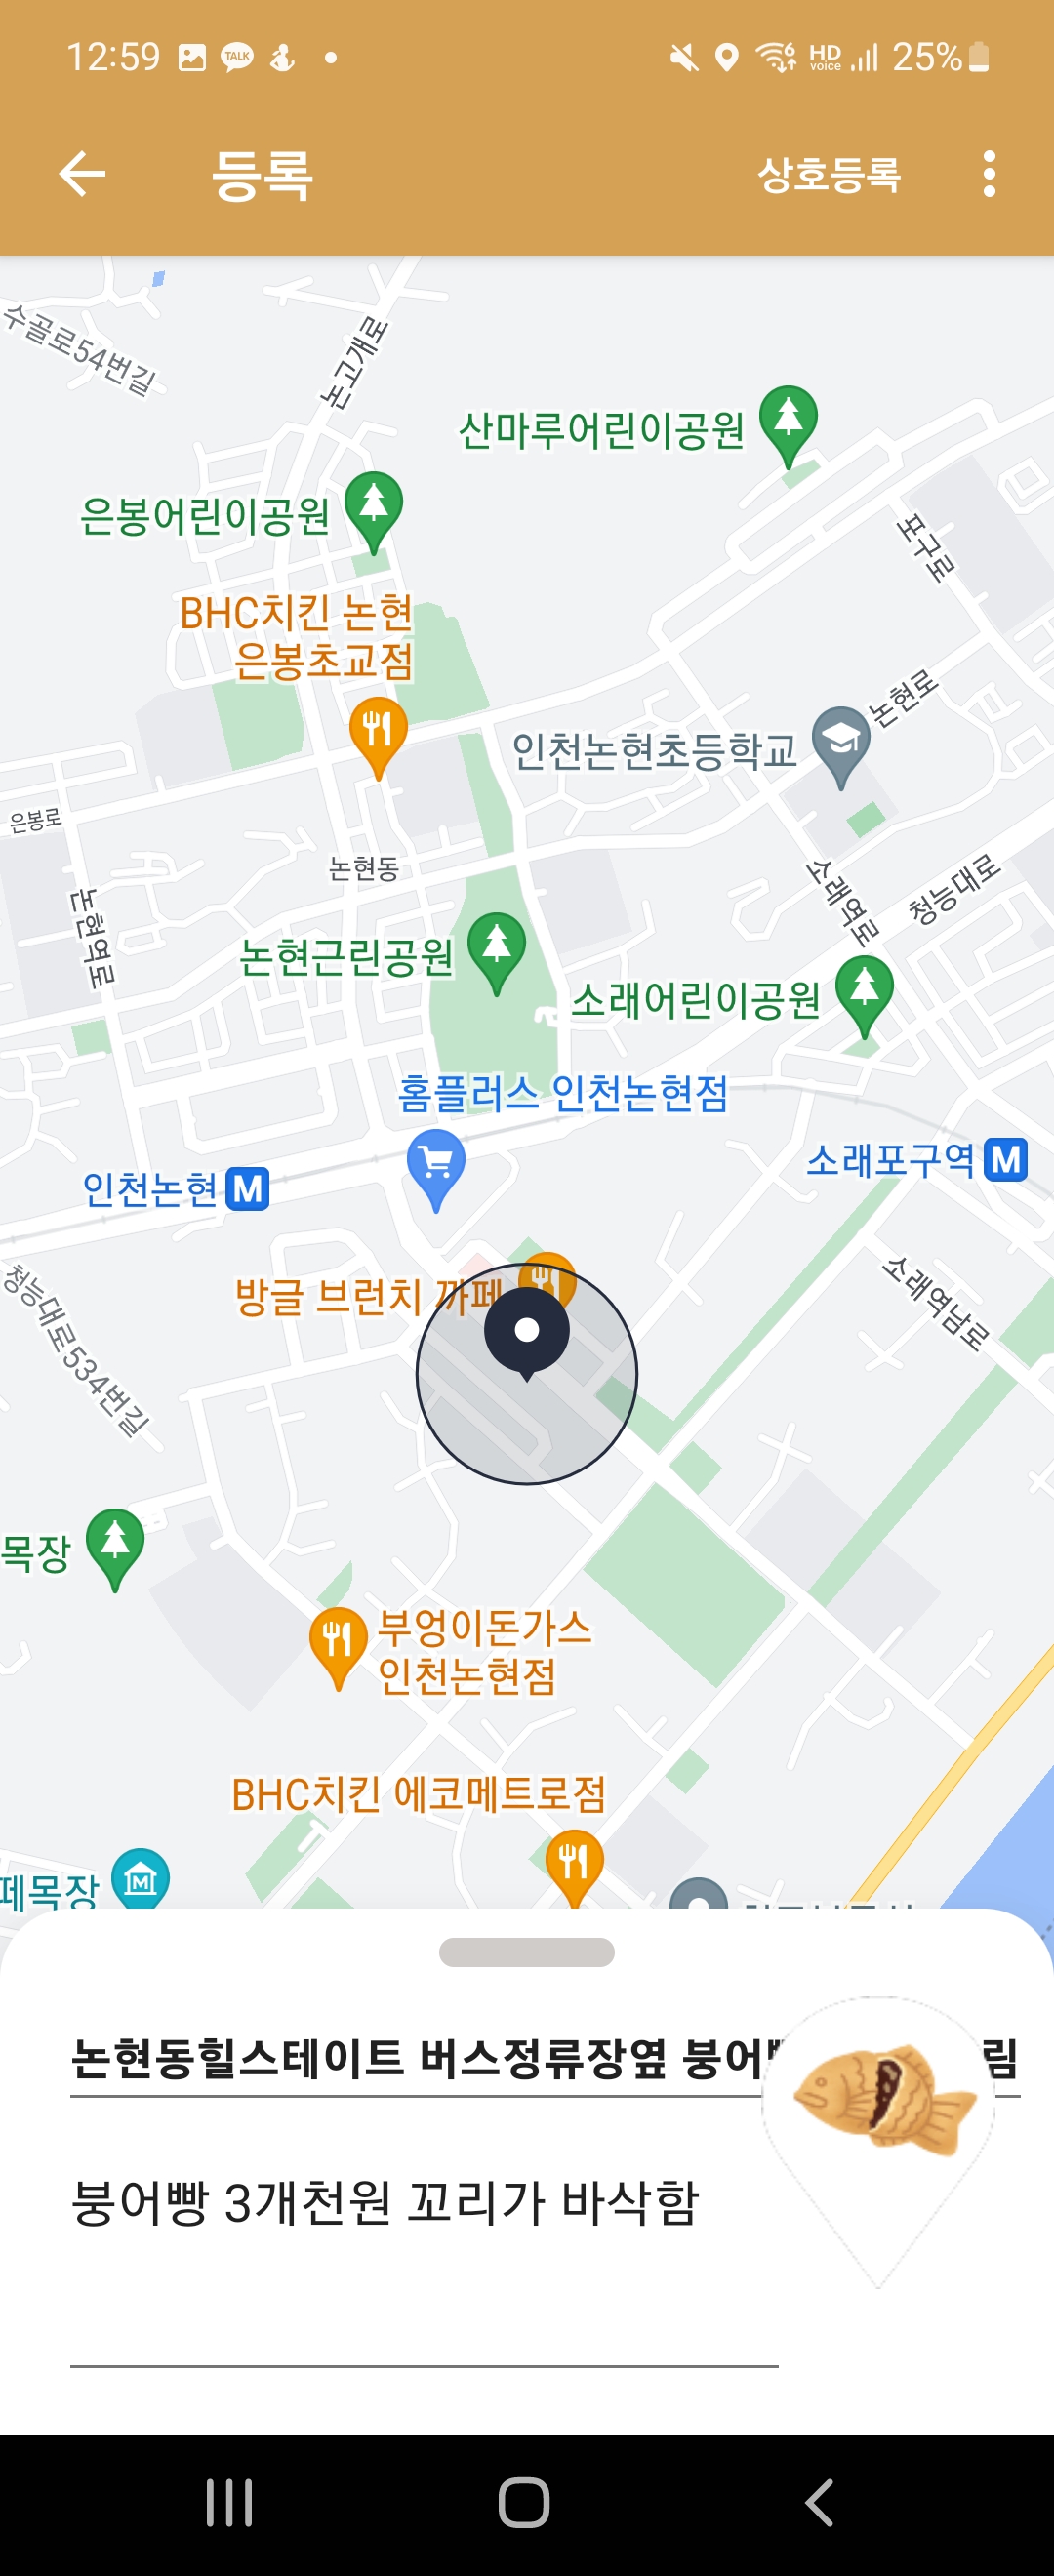 12:59 TALK 6 HD voice 25%
등록 상호등록
수골로54번길
논고개로
산마루어린이공원
은봉어린이공원
포구로
BHC치킨 논현
은봉초교점
논현로
인천논현초등학교
은봉로
논현동
소래역로
청능대로
논현역로
논현근린공원
소래어린이공원
홈플러스 인천논현점
소래포구역 M
인천논현 M
방글 브런치 까페
소래역남로
청능대로534번길
목장
부엉이돈가스
인천논현점
BHC치킨 에코메트로점
떼목장
논현동힐스테이트 버스정류장옆 림
붕어빵 3개천원 꼬리가 바삭함